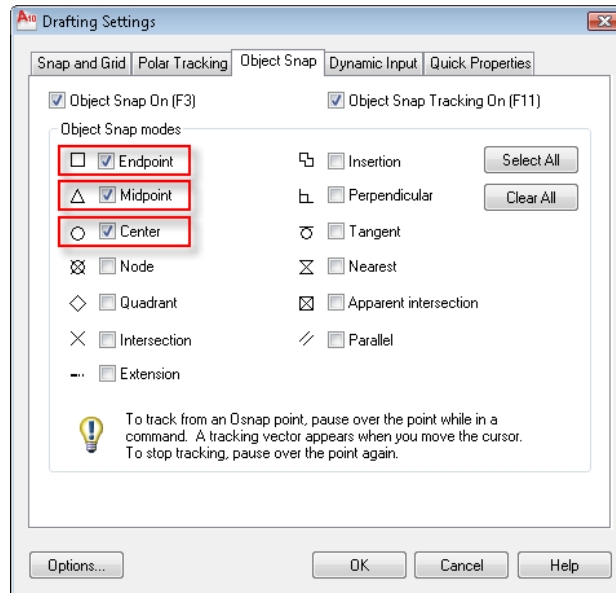 A10 Drafting Settings
Snap and Grid Polar Tracking Object Snap Dynamic Input Quick Properties
Object Snap On (F3) Object Snap Tracking On (F11)
Object Snap modes
Endpoint Insertion Select All
Midpoint Perpendicular Clear All
Center Tangent
Node Nearest
Quadrant Apparent intersection
Intersection Parallel
Extension
To track from an Osnap point, pause over the point while in a
command. A tracking vector appears when you move the cursor.
To stop tracking, pause over the point again.
Options... OK Cancel Help